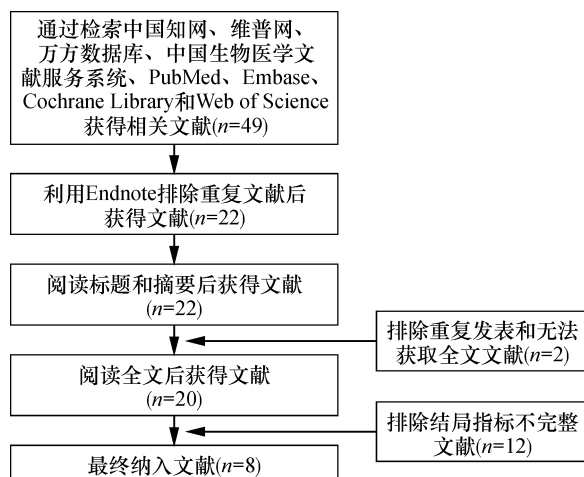 通过检索中国知网、维普网、
万方数据库、中国生物医学文
献服务系统、PubMed、Embase、
Cochrane Library和Web of Science
获得相关文献(n=49)
利用Endnote排除重复文献后
获得文献(n=22)
阅读标题和摘要后获得文献
(n=22)
排除重复发表和无法
获取全文文献(n=2)
阅读全文后获得文献
(n=20)
排除结局指标不完整
文献(n=12)
最终纳入文献(n=8)